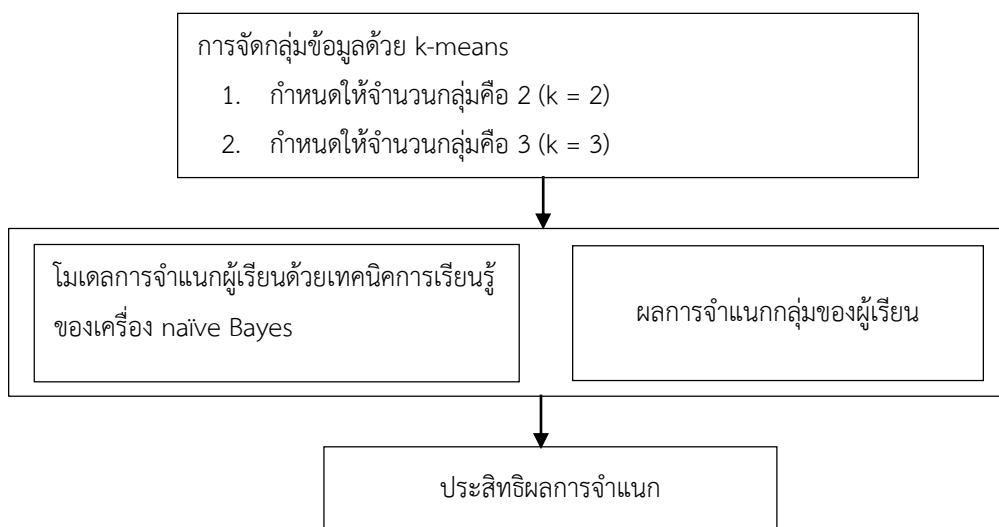 การจัดกลุ่มข้อมูลด้วย k-means
1. กำหนดให้จำนวนกลุ่มคือ 2 (k = 2)
2. กำหนดให้จำนวนกลุ่มคือ 3 (k = 3)
โมเดลการจำแนกผู้เรียนด้วยเทคนิคการเรียนรู้
ของเครื่อง naïve Bayes
ผลการจำแนกกลุ่มของผู้เรียน
ประสิทธิผลการจำแนก